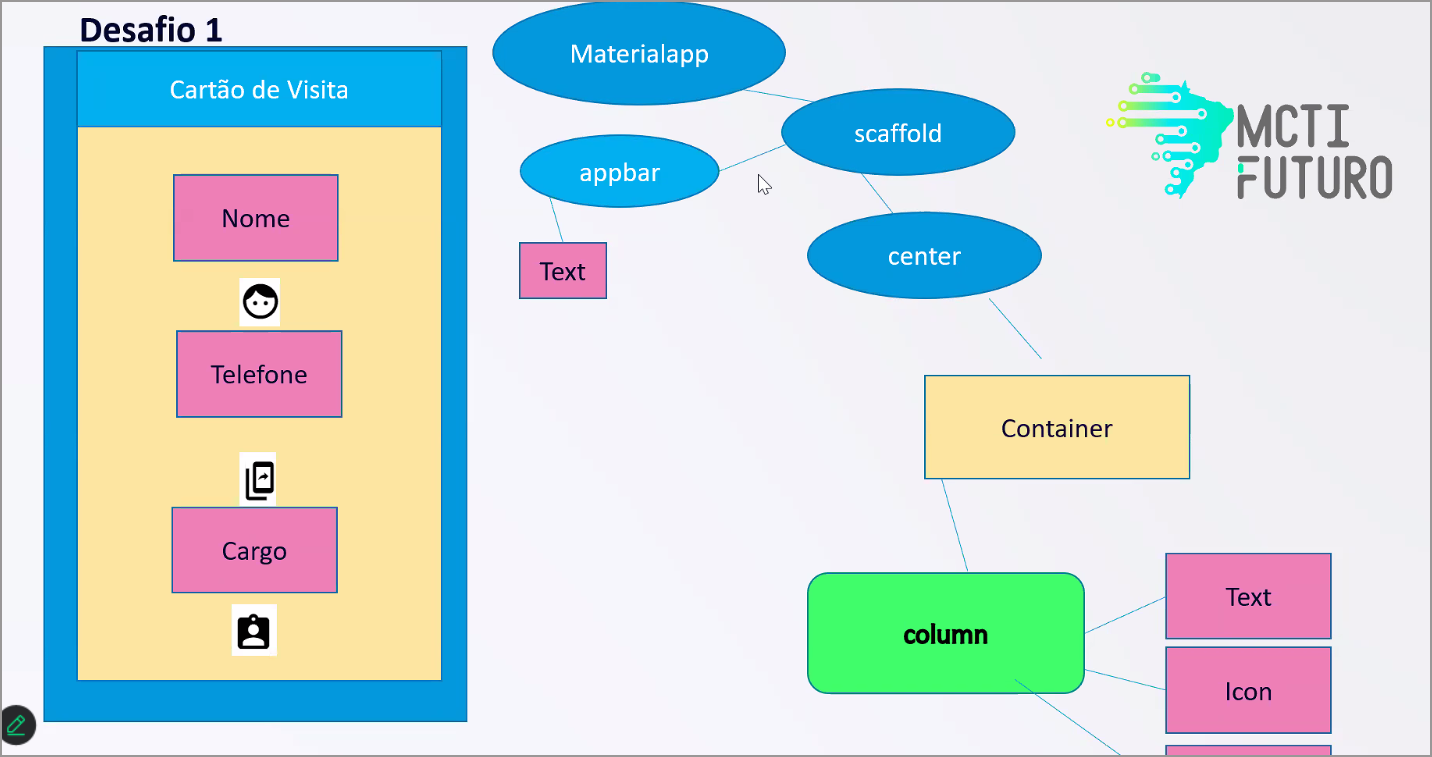 Desafio 1
Cartão de Visita
Nome
Telefone
Cargo
Materialapp
scaffold
appbar
Text
center
Container
column
Text
Icon
MCTI
FUTURO